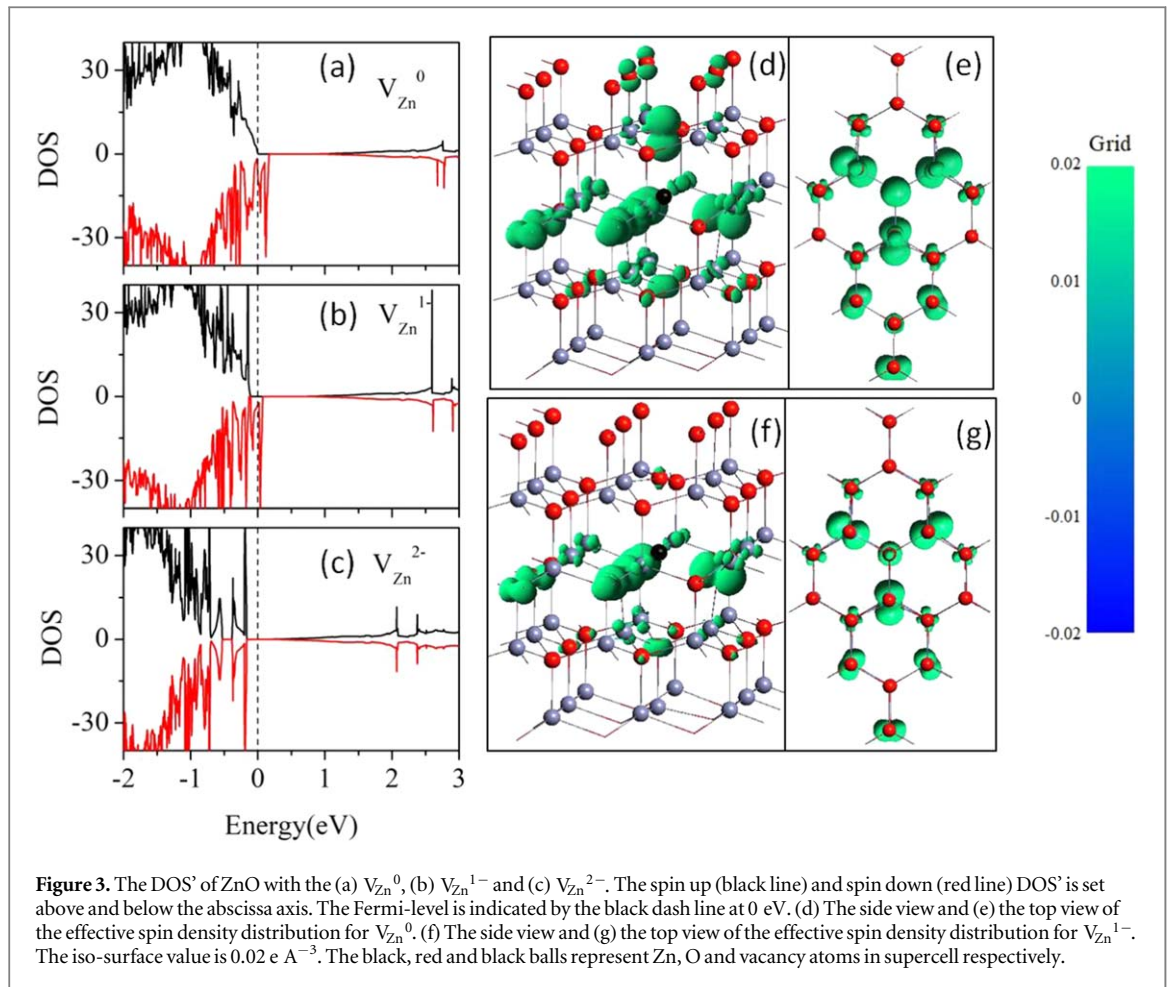 30
0
-30
DOS
(a)
V_Zn^0
30
0
-30
DOS
(b)
V_Zn^1-
30
0
-30
DOS
(c)
V_Zn^2-
-2 -1 0 1 2 3
Energy(eV)
(d)
(e)
(f)
(g)
Grid
0.02
0.01
0
-0.01
-0.02
Figure 3. The DOS' of ZnO with the (a) V_Zn^0, (b) V_Zn^1− and (c) V_Zn^2−. The spin up (black line) and spin down (red line) DOS' is set
above and below the abscissa axis. The Fermi-level is indicated by the black dash line at 0 eV. (d) The side view and (e) the top view of
the effective spin density distribution for V_Zn^0. (f) The side view and (g) the top view of the effective spin density distribution for V_Zn^1−.
The iso-surface value is 0.02 e A^−3. The black, red and black balls represent Zn, O and vacancy atoms in supercell respectively.